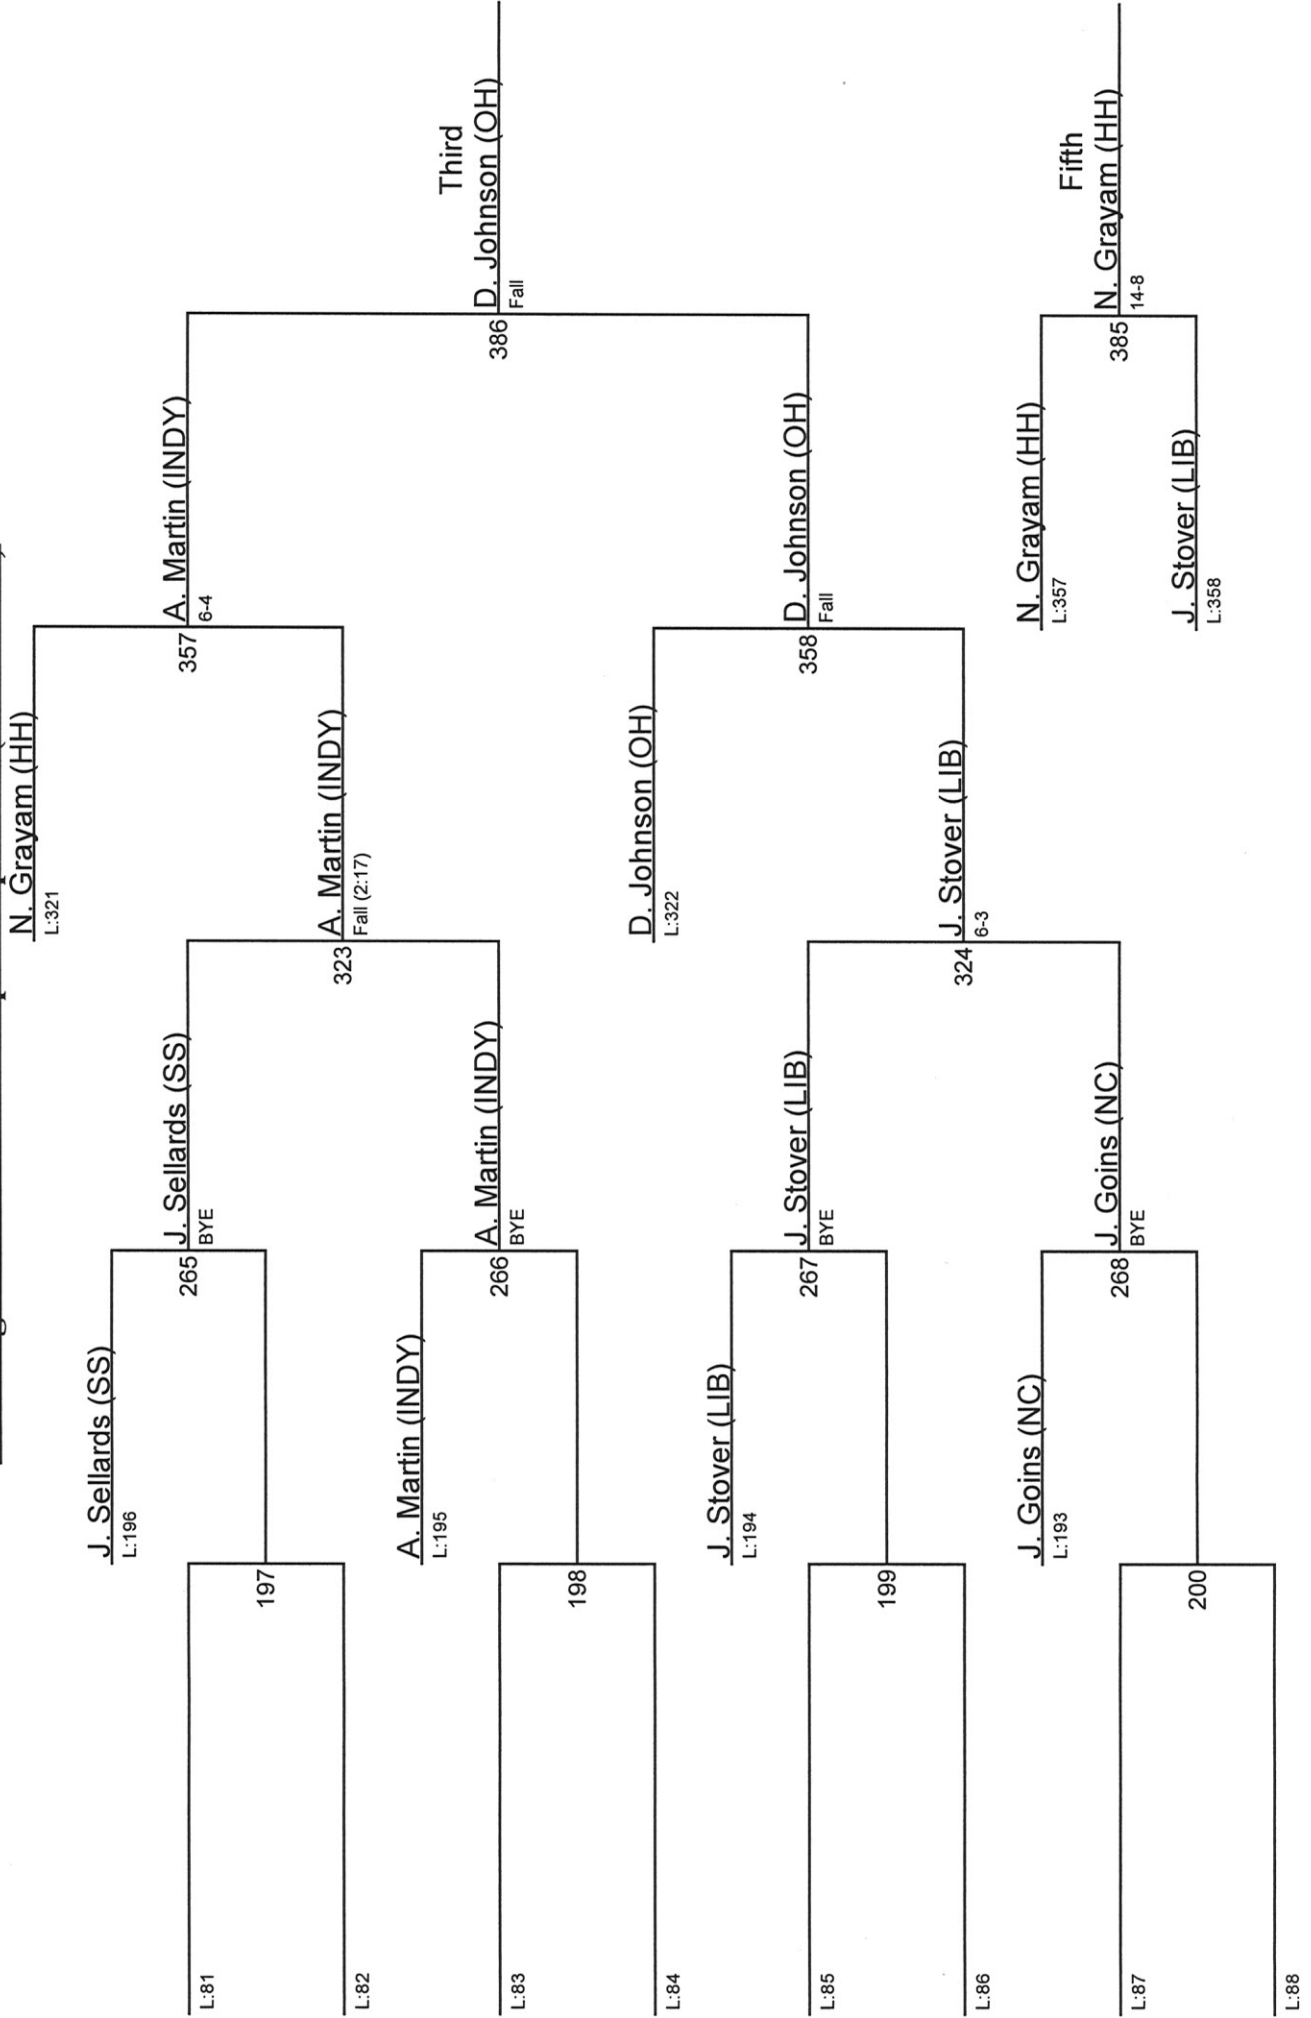 L:81
L:82
L:83
L:84
L:85
L:86
L:87
L:88
197
198
199
200
J. Sellards (SS)
L:196
A. Martin (INDY)
L:195
J. Stover (LIB)
L:194
J. Goins (NC)
L:193
265
266
267
268
J. Sellards (SS)
BYE
A. Martin (INDY)
BYE
J. Stover (LIB)
BYE
J. Goins (NC)
BYE
323
324
N. Grayam (HH)
L:321
A. Martin (INDY)
Fall (2:17)
D. Johnson (OH)
L:322
J. Stover (LIB)
6-3
357
358
A. Martin (INDY)
6-4
D. Johnson (OH)
Fall
N. Grayam (HH)
L:357
J. Stover (LIB)
L:358
386
385
Third
D. Johnson (OH)
Fall
Fifth
N. Grayam (HH)
14-8